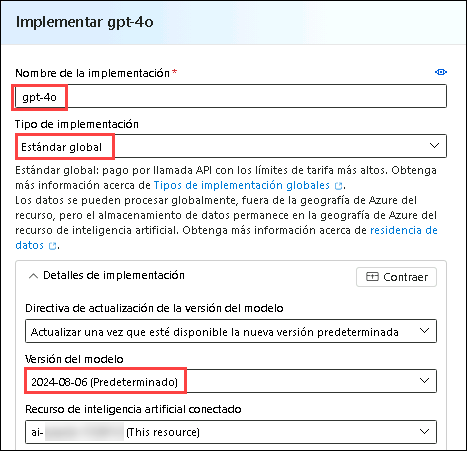 Implementar gpt-4o
Nombre de la implementación*
gpt-4o
Tipo de implementación
Estándar global
Estándar global: pago por llamada API con los límites de tarifa más altos. Obtenga
más información acerca de Tipos de implementación globales.
Los datos se pueden procesar globalmente, fuera de la geografía de Azure del
recurso, pero el almacenamiento de datos permanece en la geografía de Azure del
recurso de inteligencia artificial. Obtenga más información acerca de residencia
de datos.
Detalles de implementación
Contraer
Directiva de actualización de la versión del modelo
Actualizar una vez que esté disponible la nueva versión predeterminada
Versión del modelo
2024-08-06 (Predeterminado)
Recurso de inteligencia artificial conectado
ai- (This resource)